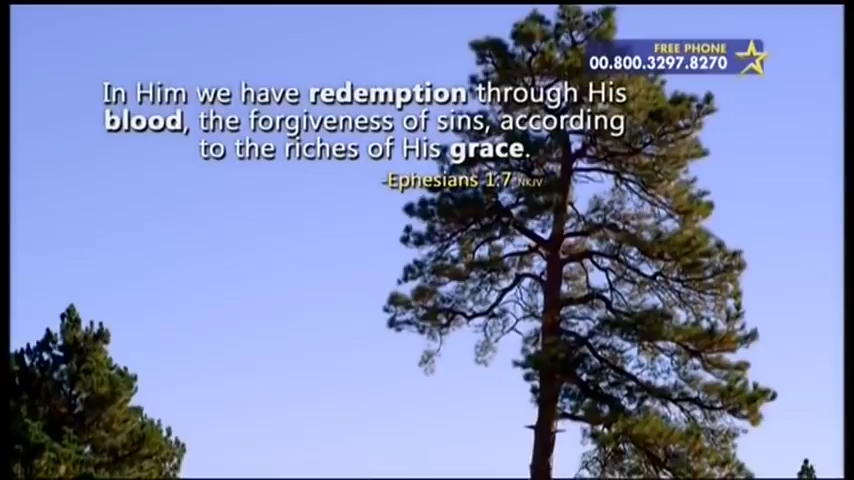 FREE PHONE
00.800.3297.8270
In Him we have redemption through His
blood, the forgiveness of sins, according
to the riches of His grace.
-Ephesians 1:7 NKJV